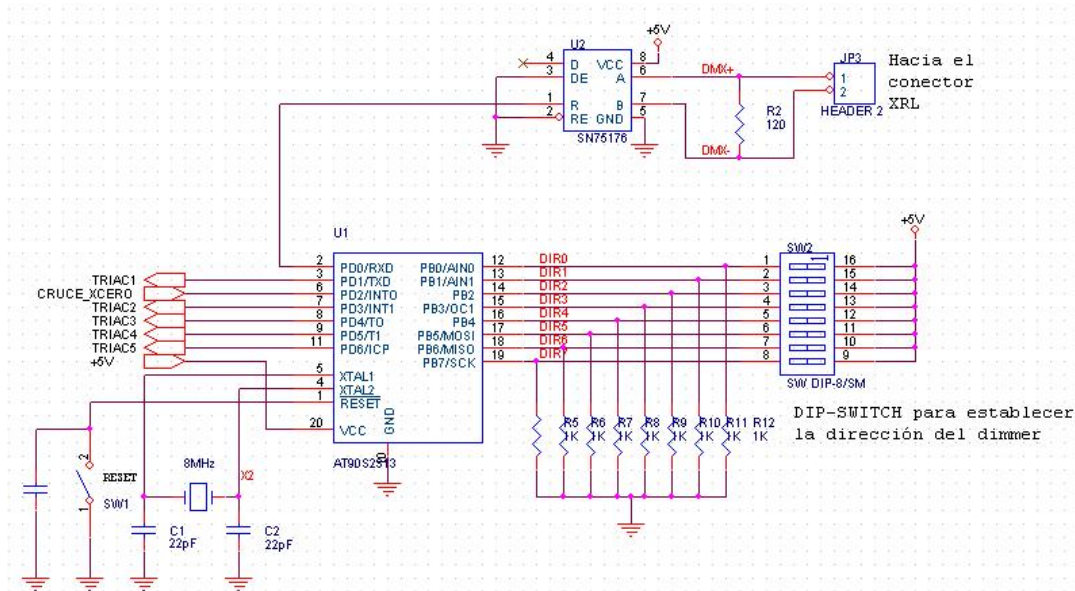 +5V
U2
4 D VCC 8
3 DE A 6
1 R B 7
2 RE GND 5
SN75176
DMX+
DMX-
R2
120
JP3
1
2
HEADER 2
Hacia el
conector
XRL
U1
2 PD0/RXD PB0/AIN0 12
3 PD1/TXD PB1/AIN1 13
6 PD2/INT0 PB2 14
7 PD3/INT1 PB3/OC1 15
8 PD4/T0 PB4 16
9 PD5/T1 PB5/MOSI 17
11 PD6/ICP PB6/MISO 18
PB7/SCK 19
5 XTAL1
4 XTAL2
1 RESET
20 VCC
GND
10
AT90S2313
TRIAC1
CRUCE_XCERO
TRIAC2
TRIAC3
TRIAC4
TRIAC5
+5V
DIR0
DIR1
DIR2
DIR3
DIR4
DIR5
DIR6
DIR7
+5V
SW2
1
1 16
2 15
3 14
4 13
5 12
6 11
7 10
8 9
SW DIP-8/SM
DIP-SWITCH para establecer
la dirección del dimmer
R5 R6 R7 R8 R9 R10 R11 R12
1K 1K 1K 1K 1K 1K 1K 1K
2
RESET
SW1
1
8MHz
X2
C1
22pF
C2
22pF